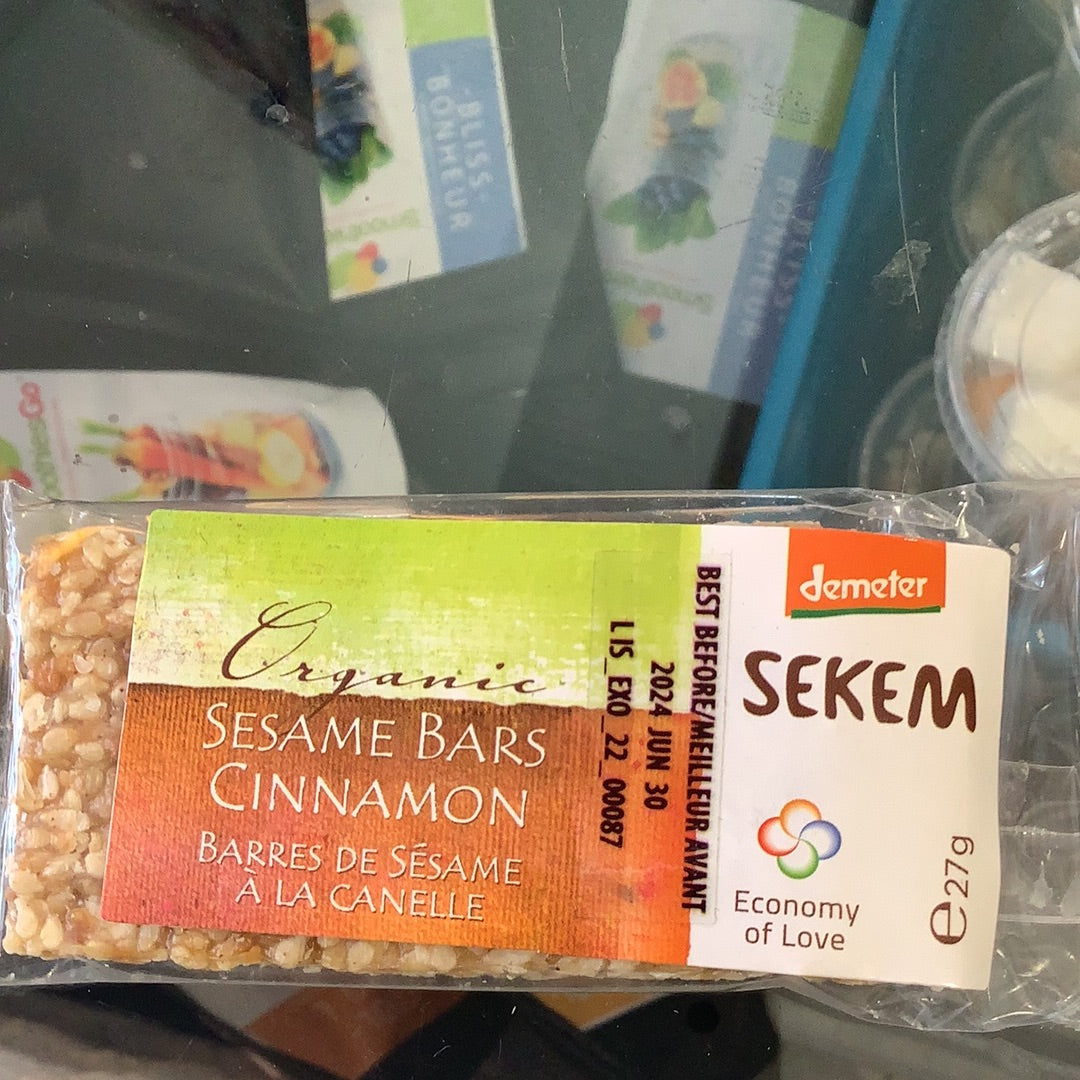 ·BLISS·
BONHEUR
Organic
SESAME BARS
CINNAMON
BARRES DE SÉSAME
À LA CANELLE
BEST BEFORE/MEILLEUR AVANT
2024 JUN 30
LIS_EXO_22_00087
demeter
SEKEM
Economy
of Love
e27g